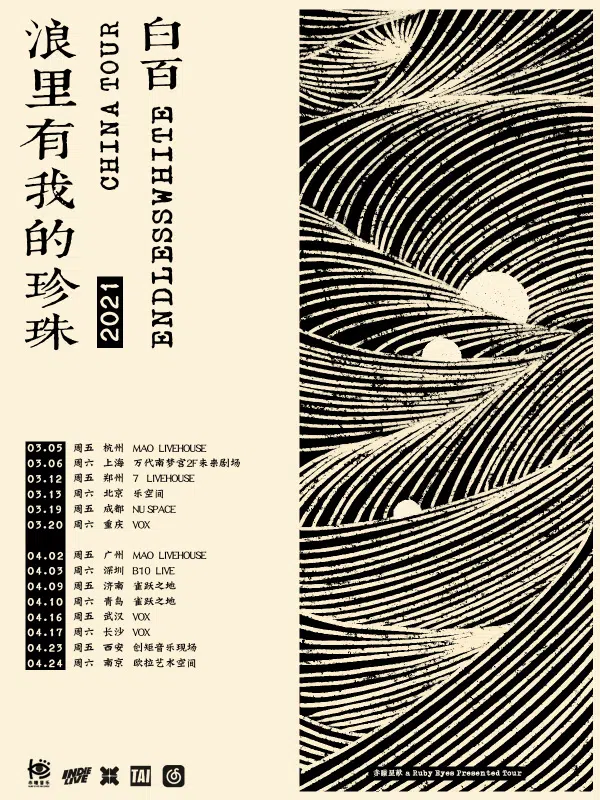 浪里有我的珍珠
CHINA TOUR
2021
白百
ENDLESSWHITE
03.05 周五 杭州 MAO LIVEHOUSE
03.06 周六 上海 万代南梦宫2F未来剧场
03.12 周五 郑州 7 LIVEHOUSE
03.13 周六 北京 乐空间
03.19 周五 成都 NU SPACE
03.20 周六 重庆 VOX
04.02 周五 广州 MAO LIVEHOUSE
04.03 周六 深圳 B10 LIVE
04.09 周五 济南 雀跃之地
04.10 周六 青岛 雀跃之地
04.16 周五 武汉 VOX
04.17 周六 长沙 VOX
04.23 周五 西安 创矩音乐现场
04.24 周六 南京 欧拉艺术空间
赤瞳音乐
INDIE LIVE
TAI
赤瞳呈献 a Ruby Eyes Presented Tour